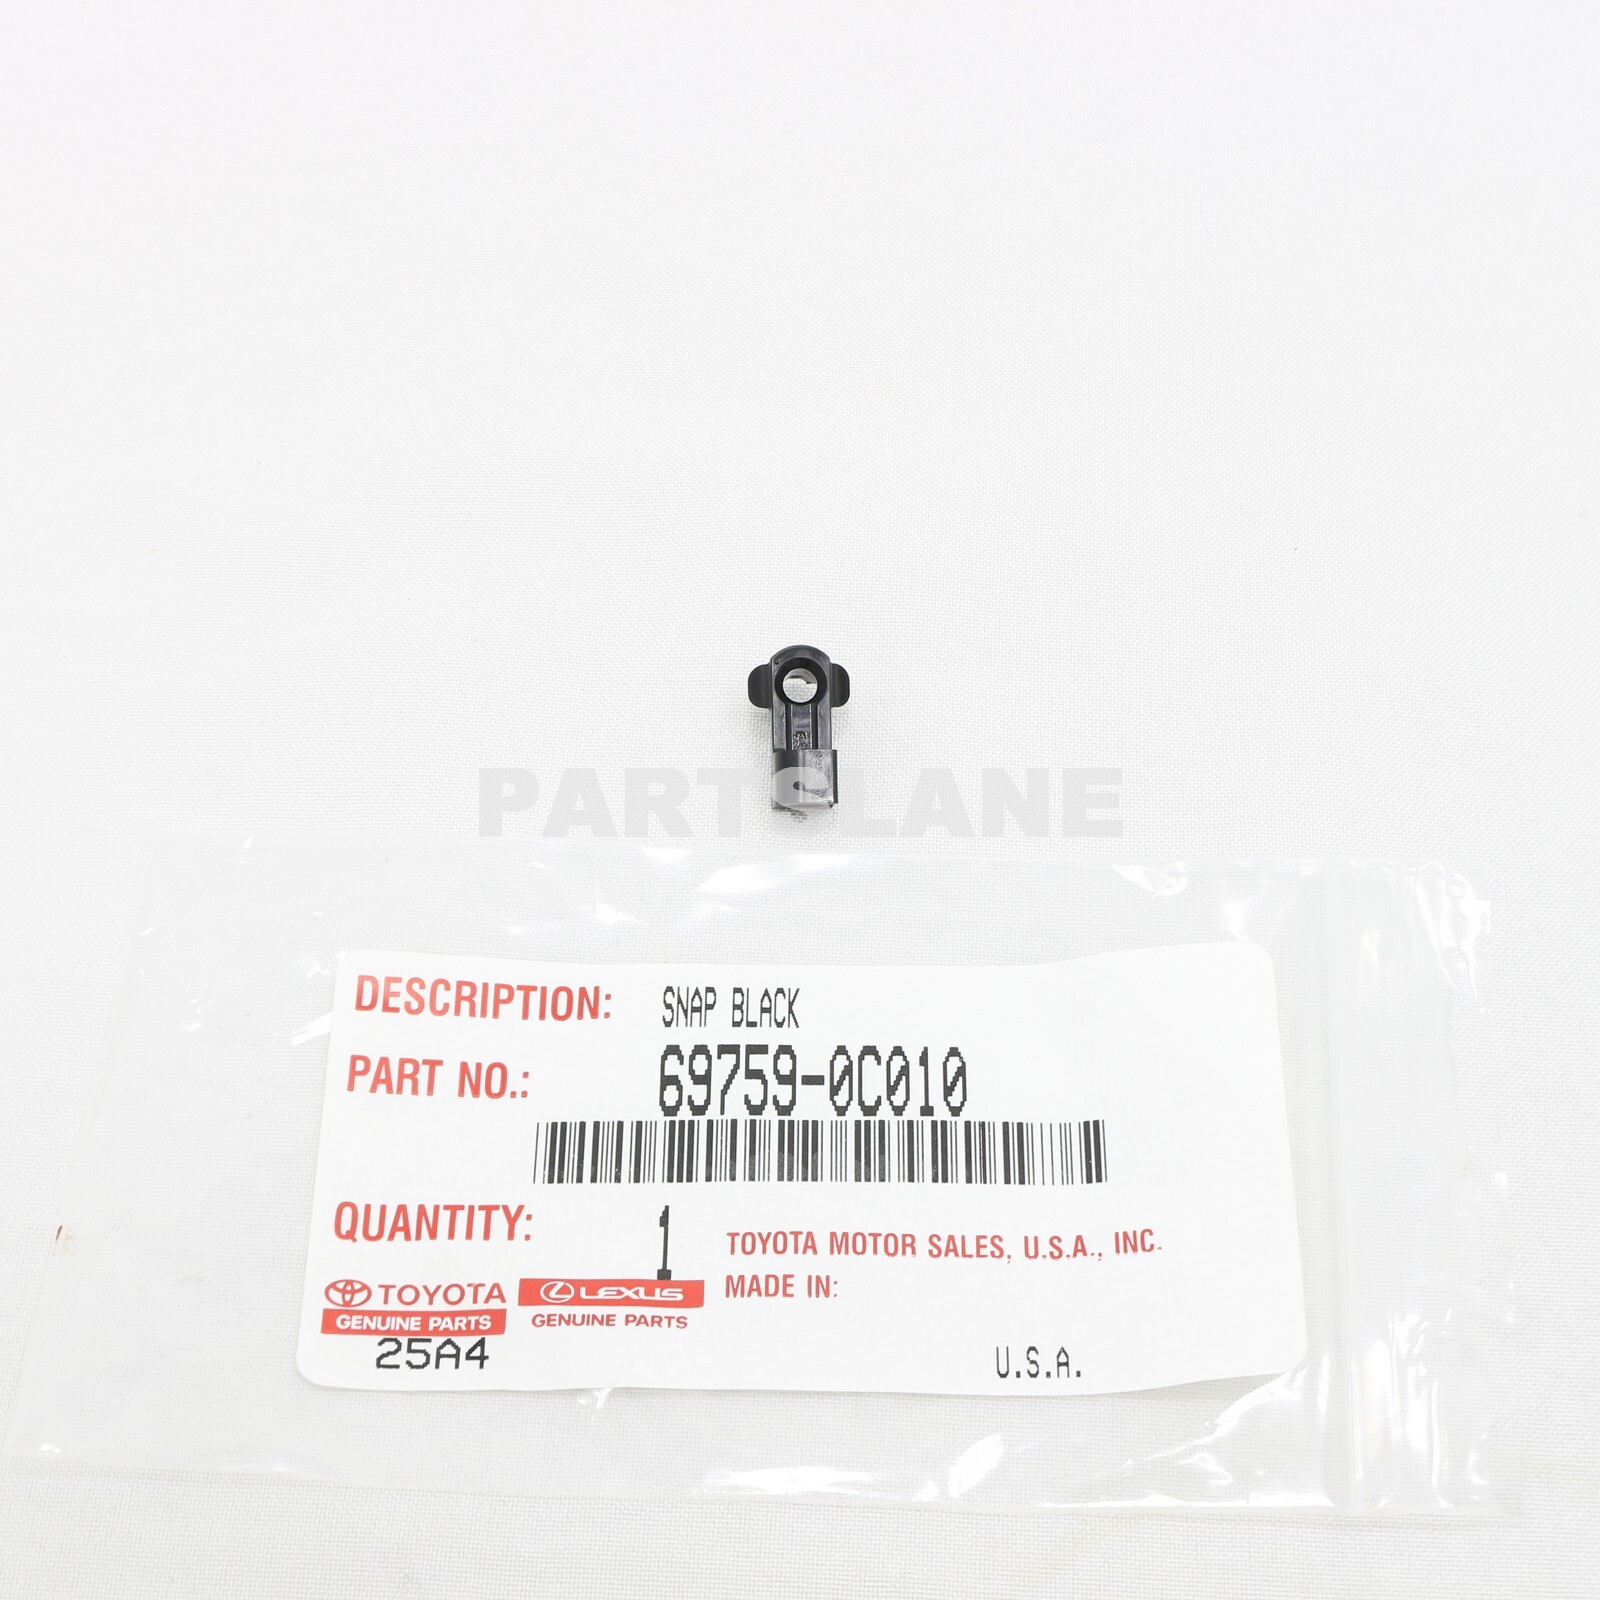 PARTSLANE
DESCRIPTION: SNAP BLACK
PART NO.: 69759-0C010
QUANTITY: 1
TOYOTA MOTOR SALES, U.S.A., INC.
MADE IN:
TOYOTA
GENUINE PARTS
LEXUS
GENUINE PARTS
25A4
U.S.A.